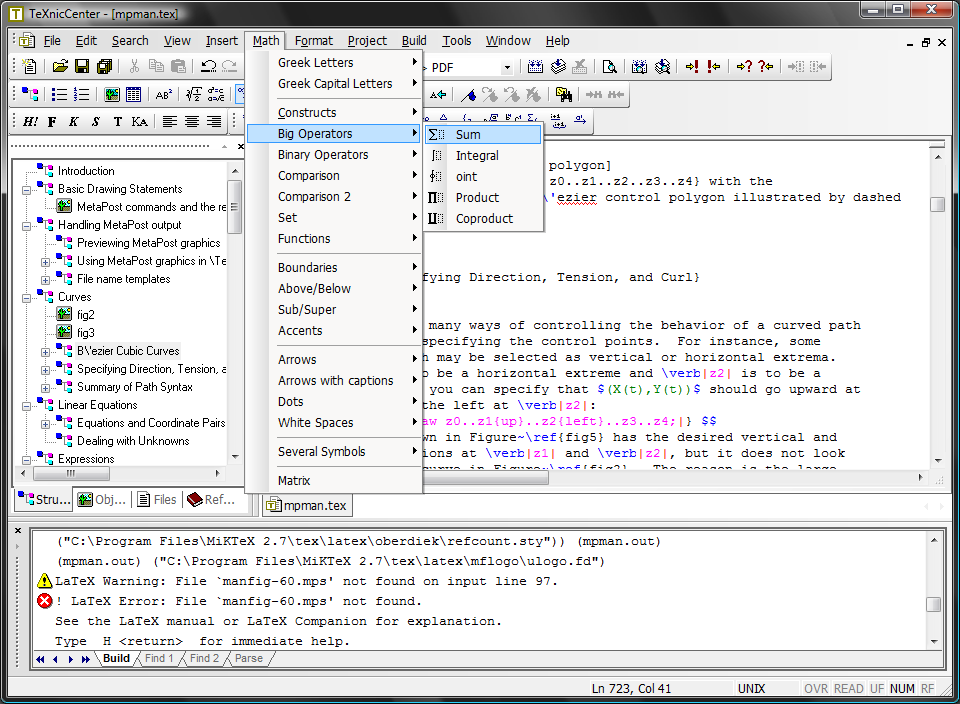 TeXnicCenter - [mpman.tex]
File Edit Search View Insert Math Format Project Build Tools Window Help
PDF
H! F K S T KA
Greek Letters
Greek Capital Letters
Constructs
Big Operators
Binary Operators
Comparison
Comparison 2
Set
Functions
Boundaries
Above/Below
Sub/Super
Accents
Arrows
Arrows with captions
Dots
White Spaces
Several Symbols
Matrix
Sum
Integral
oint
Product
Coproduct
Introduction
Basic Drawing Statements
MetaPost commands and the re
Handling MetaPost output
Previewing MetaPost graphics
Using MetaPost graphics in \Te
File name templates
Curves
fig2
fig3
B\'ezier Cubic Curves
Specifying Direction, Tension, a
Summary of Path Syntax
Linear Equations
Equations and Coordinate Pairs
Dealing with Unknowns
Expressions
polygon]
z0..z1..z2..z3..z4} with the
\'ezier control polygon illustrated by dashed
fying Direction, Tension, and Curl}
many ways of controlling the behavior of a curved path
specifying the control points.  For instance, some
h may be selected as vertical or horizontal extrema.
o be a horizontal extreme and \verb|z2| is to be a
you can specify that $(X(t),Y(t))$ should go upward at
the left at \verb|z2|:
aw z0..z1{up}..z2{left}..z3..z4;|} $$
wn in Figure~\ref{fig5} has the desired vertical and
ions at \verb|z1| and \verb|z2|, but it does not look
curve in Figure~\ref{fig2}.  The reason is the large
Stru... Obj... Files Ref...
mpman.tex
("C:\Program Files\MiKTeX 2.7\tex\latex\oberdiek\refcount.sty")) (mpman.out)
(mpman.out) ("C:\Program Files\MiKTeX 2.7\tex\latex\mflogo\ulogo.fd")
LaTeX Warning: File `manfig-60.mps' not found on input line 97.
! LaTeX Error: File `manfig-60.mps' not found.
See the LaTeX manual or LaTeX Companion for explanation.
Type  H <return>  for immediate help.
Build Find 1 Find 2 Parse
Ln 723, Col 41 UNIX OVR READ UF NUM RF